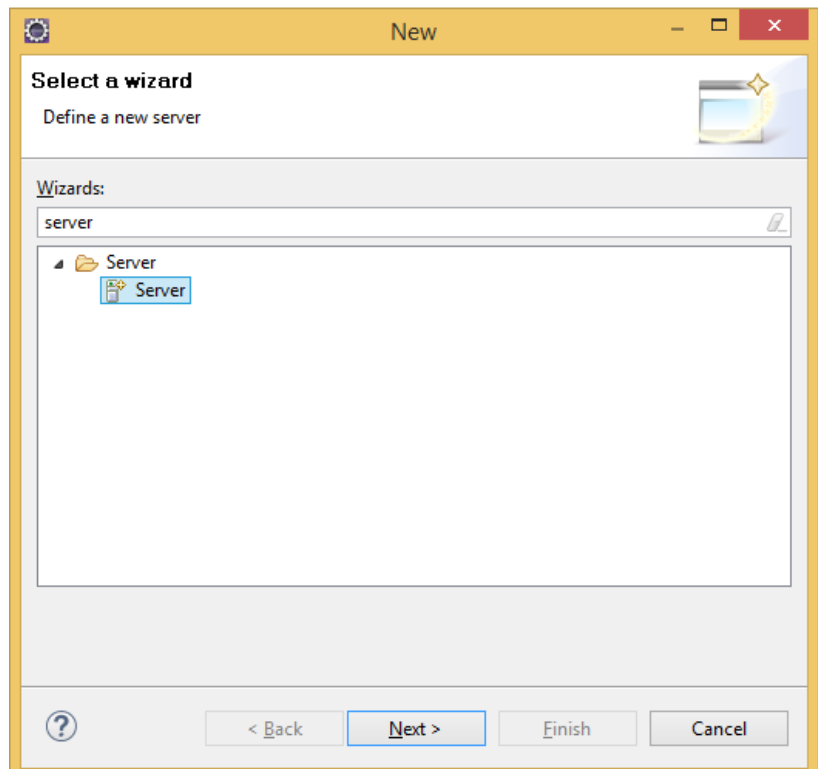 New
Select a wizard
Define a new server
Wizards:
server
Server
Server
?
< Back Next > Finish Cancel